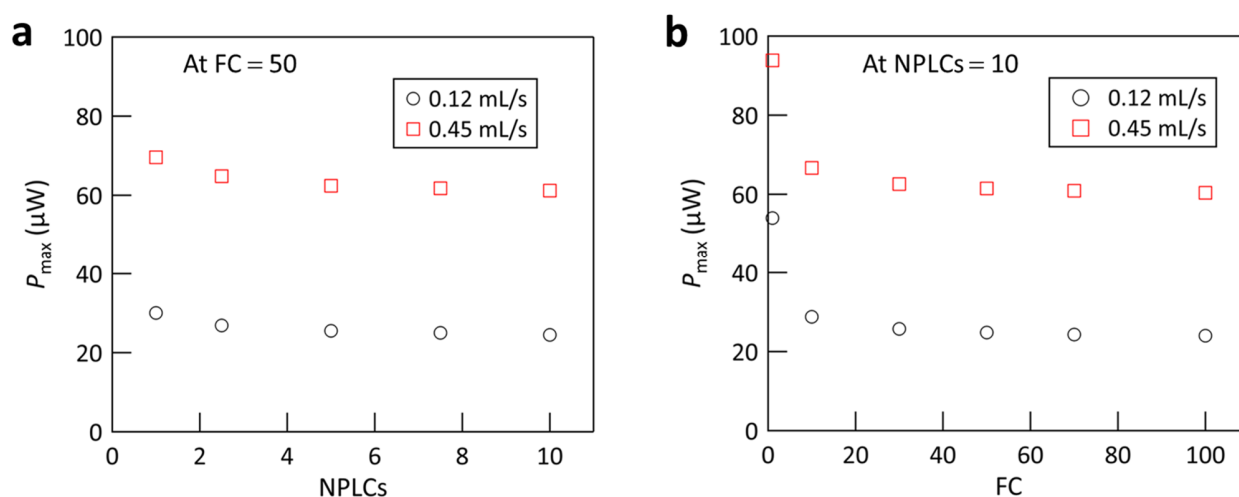 a
At FC = 50
0.12 mL/s
0.45 mL/s
100
80
60
40
20
0
Pmax (μW)
0 2 4 6 8 10
NPLCs
b
At NPLCs = 10
0.12 mL/s
0.45 mL/s
100
80
60
40
20
0
Pmax (μW)
0 20 40 60 80 100
FC